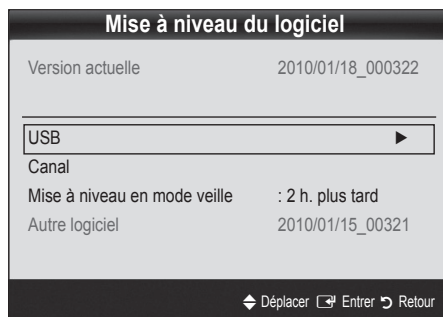 Mise à niveau du logiciel
Version actuelle 2010/01/18_000322
USB ►
Canal
Mise à niveau en mode veille : 2 h. plus tard
Autre logiciel 2010/01/15_00321
Déplacer Entrer Retour